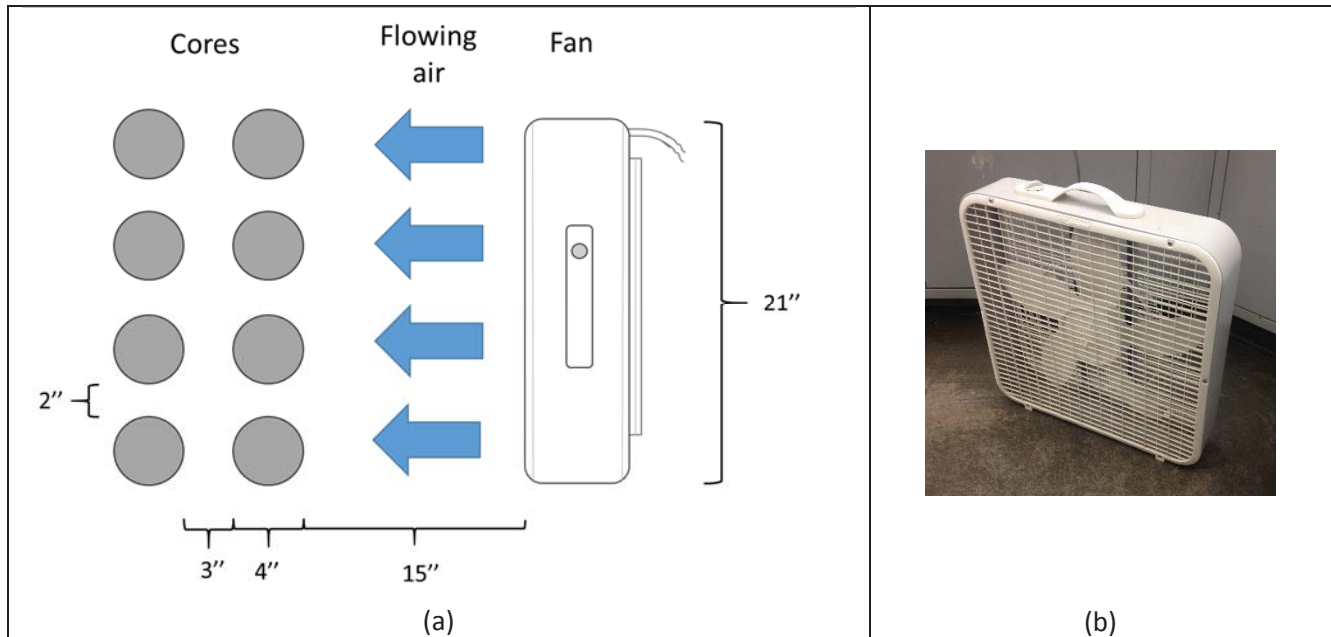 Cores
Flowing
air
Fan
2’’
21’’
3’’
4’’
15’’
(a)
(b)